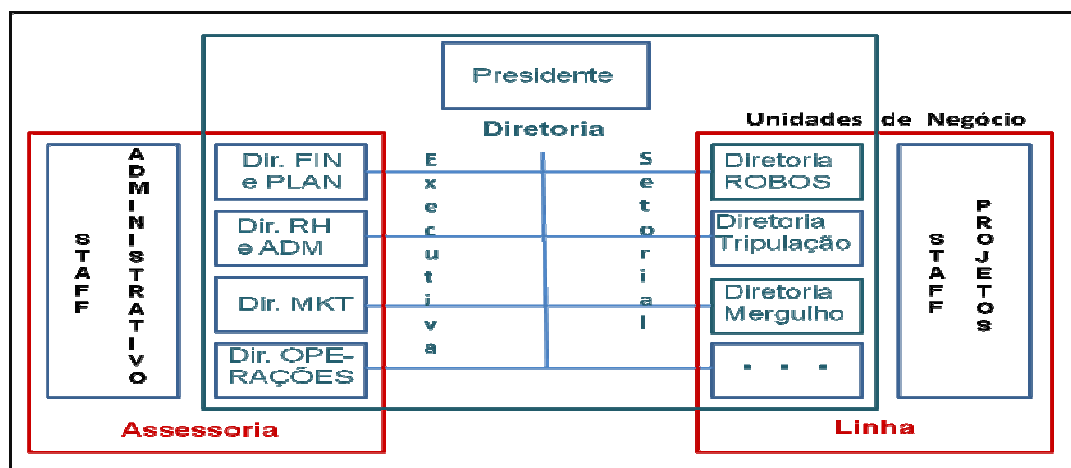 Presidente
Diretoria
Unidades de Negócio
STAFF
ADMINISTRATIVO
Dir. FIN
e PLAN
Dir. RH
e ADM
Dir. MKT
Dir. OPE-
RAÇÕES
Executiva
Setorial
Diretoria
ROBOS
Diretoria
Tripulação
Diretoria
Mergulho
- - -
STAFF
PROJETOS
Assessoria
Linha